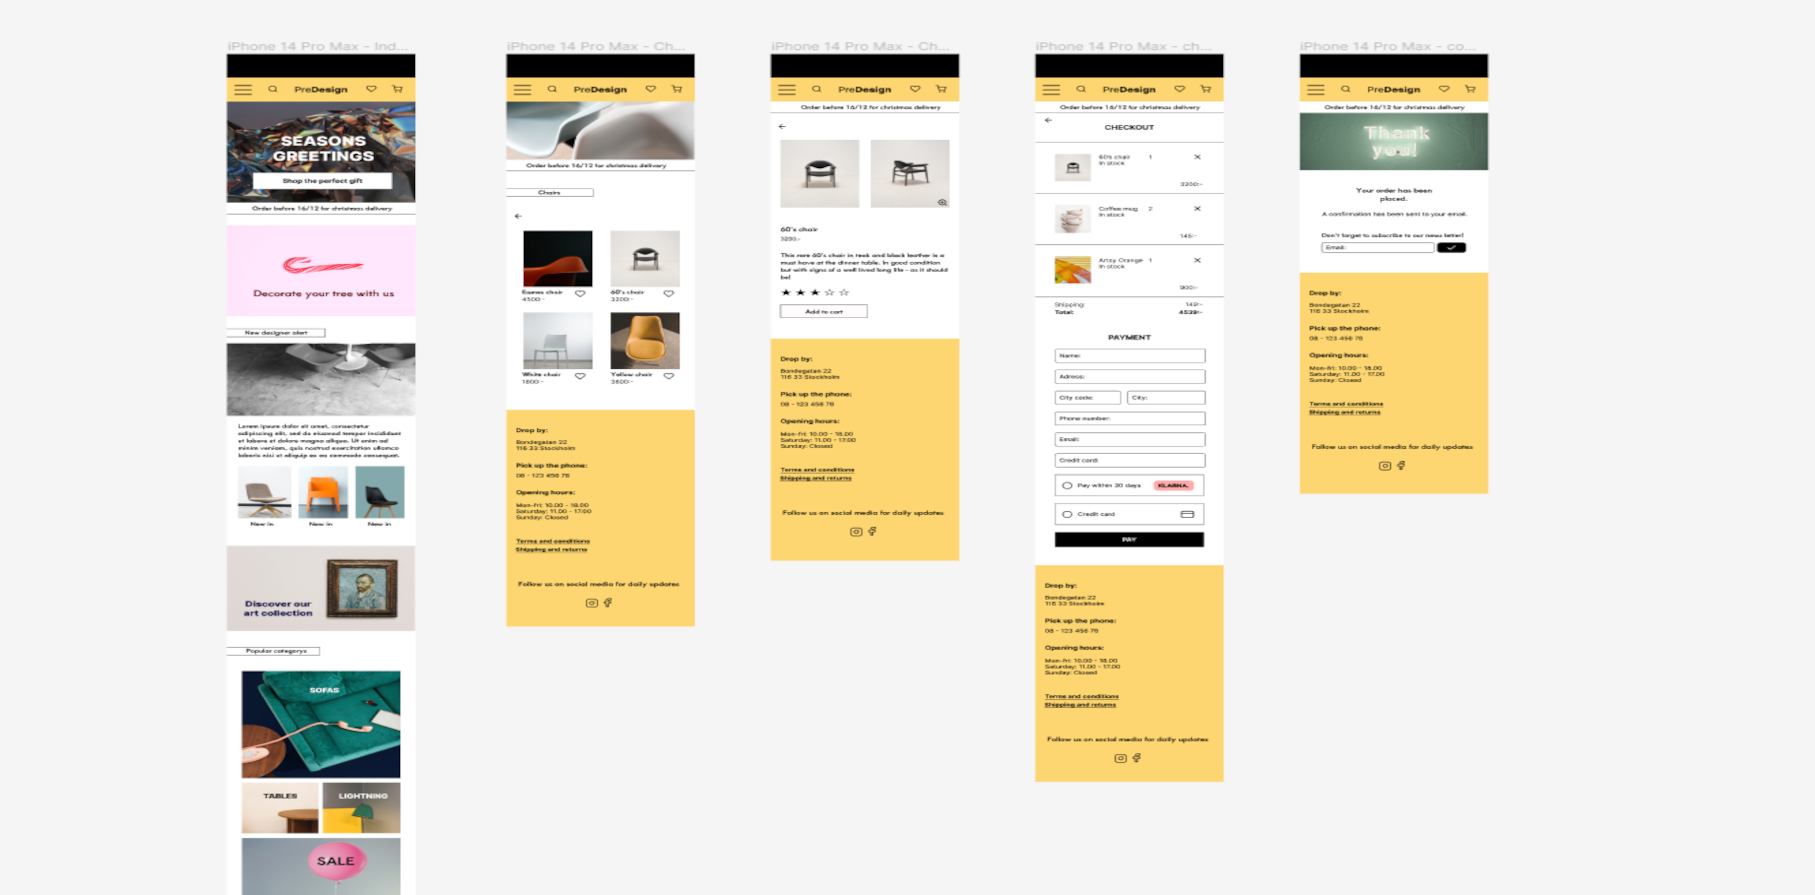 iPhone 14 Pro Max - Ind...
PreDesign
SEASONS
GREETINGS
Shop the perfect gift
Order before 16/12 for christmas delivery
Decorate your tree with us
New designer alert
Lorem ipsum dolor sit amet, consectetur
adipiscing elit, sed do eiusmod tempor incididunt
ut labore et dolore magna aliqua. Ut enim ad
minim veniam, quis nostrud exercitation ullamco
laboris nisi ut aliquip ex ea commodo consequat.
New in
New in
New in
Discover our
art collection
Popular categorys
SOFAS
TABLES
LIGHTNING
SALE
iPhone 14 Pro Max - Ch...
PreDesign
Order before 16/12 for christmas delivery
Chairs
Eames chair
4500:-
60's chair
3200:-
White chair
1800:-
Yellow chair
3800:-
Drop by:
Bondegatan 22
116 33 Stockholm
Pick up the phone:
08 - 123 456 78
Opening hours:
Mon-fri: 10.00 - 18.00
Saturday: 11.00 - 17.00
Sunday: Closed
Terms and conditions
Shipping and returns
Follow us on social media for daily updates
iPhone 14 Pro Max - Ch...
PreDesign
Order before 16/12 for christmas delivery
60's chair
3200:-
This rare 60's chair in teak and black leather is a
must have at the dinner table. In good condition
but with signs of a well lived long life - as it should
be!
Add to cart
Drop by:
Bondegatan 22
116 33 Stockholm
Pick up the phone:
08 - 123 456 78
Opening hours:
Mon-fri: 10.00 - 18.00
Saturday: 11.00 - 17.00
Sunday: Closed
Terms and conditions
Shipping and returns
Follow us on social media for daily updates
iPhone 14 Pro Max - ch...
PreDesign
Order before 16/12 for christmas delivery
CHECKOUT
60's chair 1
In stock
3200:-
Coffee mug 2
In stock
145:-
Artsy Orange 1
In stock
900:-
Shipping: 149:-
Total: 4539:-
PAYMENT
Name:
Adress:
City code:
City:
Phone number:
Email:
Credit card:
Pay within 30 days
KLARNA.
Credit card
PAY
Drop by:
Bondegatan 22
116 33 Stockholm
Pick up the phone:
08 - 123 456 78
Opening hours:
Mon-fri: 10.00 - 18.00
Saturday: 11.00 - 17.00
Sunday: Closed
Terms and conditions
Shipping and returns
Follow us on social media for daily updates
iPhone 14 Pro Max - co...
PreDesign
Order before 16/12 for christmas delivery
Thank
you!
Your order has been
placed.
A confirmation has been sent to your email.
Don't forget to subscribe to our news letter!
Email:
Drop by:
Bondegatan 22
116 33 Stockholm
Pick up the phone:
08 - 123 456 78
Opening hours:
Mon-fri: 10.00 - 18.00
Saturday: 11.00 - 17.00
Sunday: Closed
Terms and conditions
Shipping and returns
Follow us on social media for daily updates